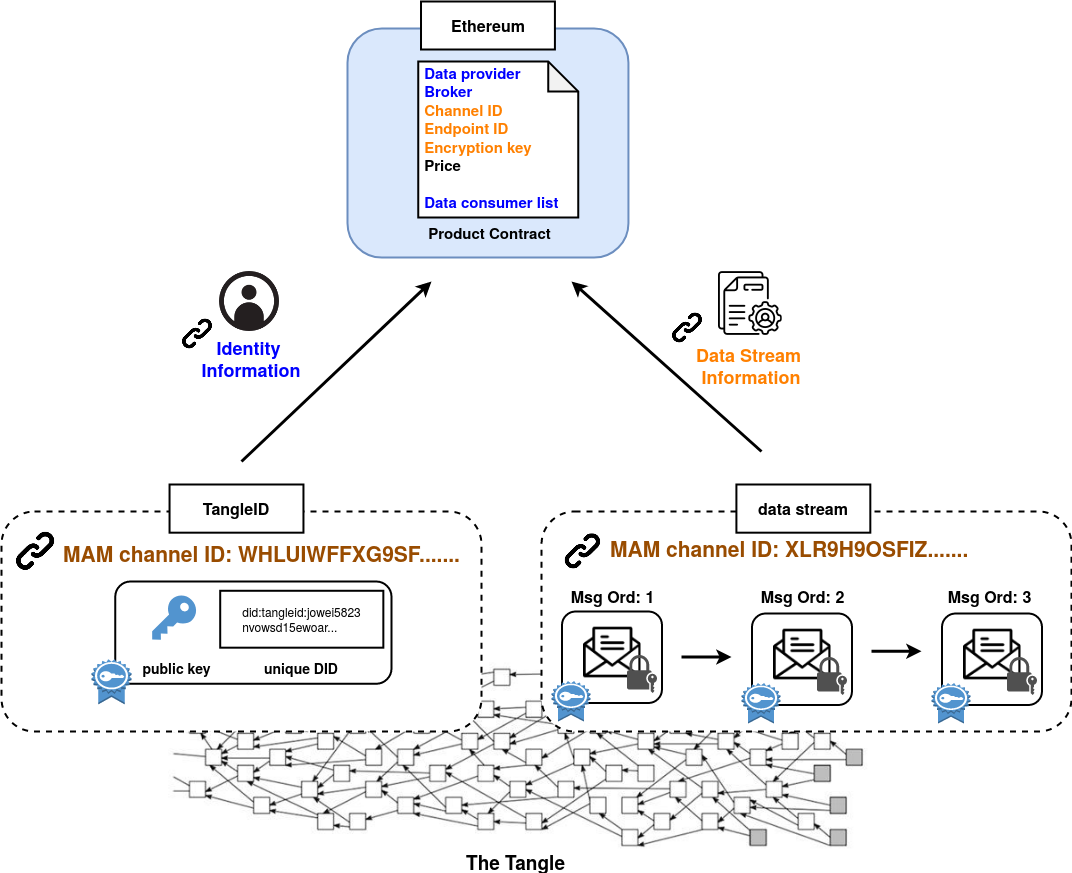 Ethereum
Data provider
Broker
Channel ID
Endpoint ID
Encryption key
Price
Data consumer list
Product Contract
Identity
Information
Data Stream
Information
TangleID
MAM channel ID: WHLUIWFFXG9SF.......
did:tangleid:jowei5823
nvowsd15ewoar...
public key
unique DID
data stream
MAM channel ID: XLR9H9OSFIZ.......
Msg Ord: 1
Msg Ord: 2
Msg Ord: 3
The Tangle